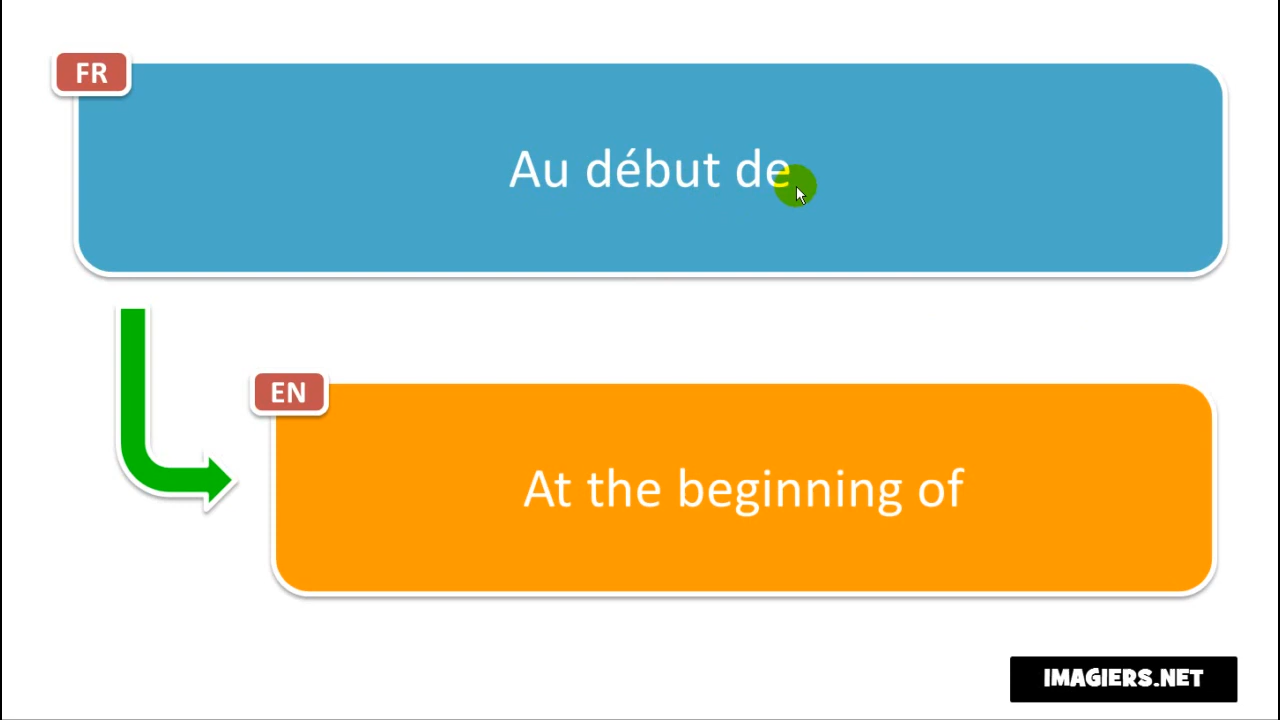 FR
Au début de
EN
At the beginning of
IMAGIERS.NET